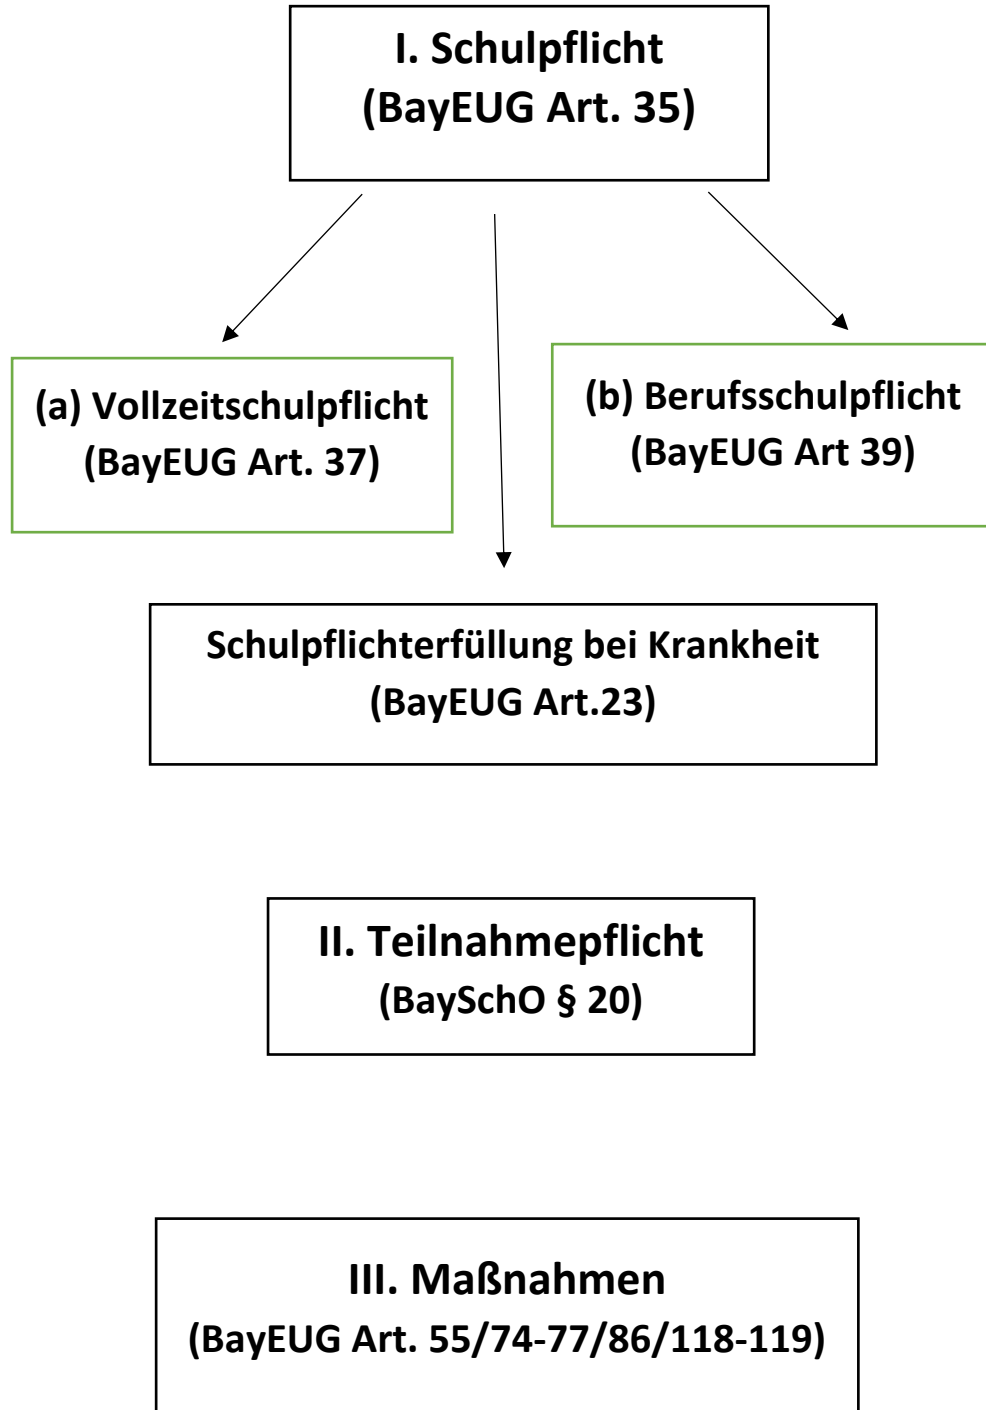 I. Schulpflicht
(BayEUG Art. 35)
(a) Vollzeitschulpflicht
(BayEUG Art. 37)
(b) Berufsschulpflicht
(BayEUG Art 39)
Schulpflichterfüllung bei Krankheit
(BayEUG Art.23)
II. Teilnahmepflicht
(BaySchO § 20)
III. Maßnahmen
(BayEUG Art. 55/74-77/86/118-119)